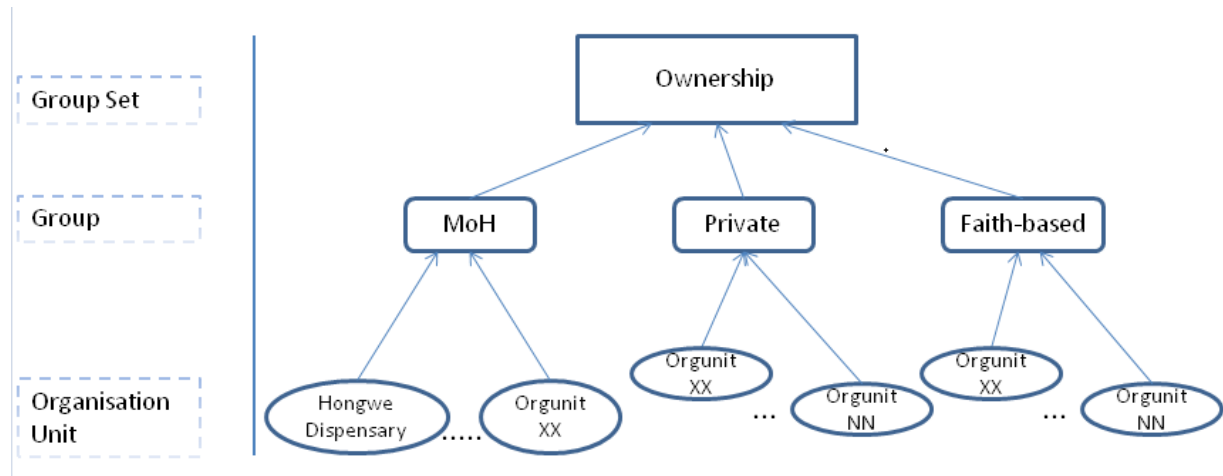 Ownership
Group Set
Group
MoH
Private
Faith-based
Orgunit
XX
Orgunit
XX
Organisation
Unit
Hongwe
Dispensary
.....
Orgunit
XX
...
Orgunit
NN
...
Orgunit
NN